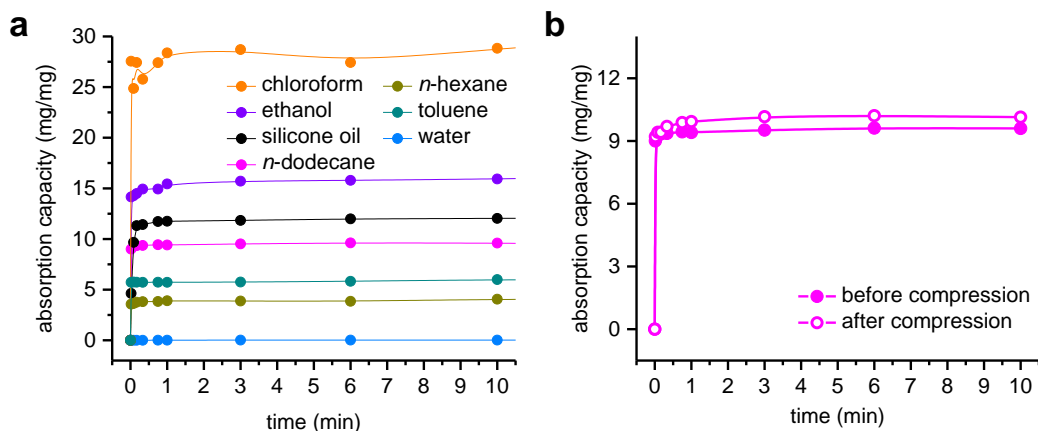 a
absorption capacity (mg/mg)
30
25
20
15
10
5
0
chloroform
ethanol
silicone oil
n-dodecane
n-hexane
toluene
water
0 1 2 3 4 5 6 7 8 9 10
time (min)
b
absorption capacity (mg/mg)
12
9
6
3
0
before compression
after compression
0 1 2 3 4 5 6 7 8 9 10
time (min)